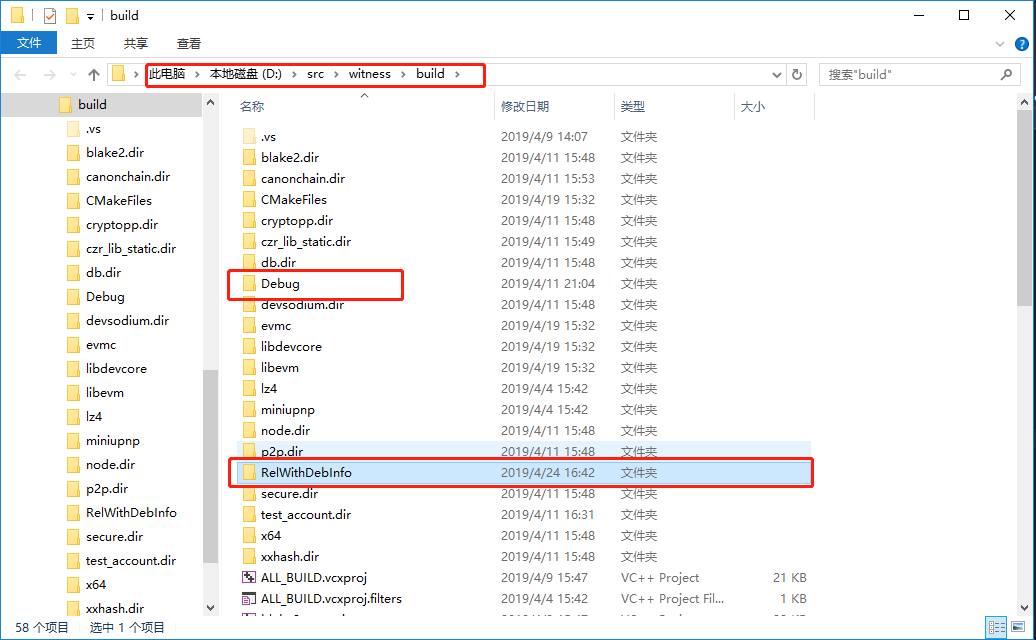 build
文件 主页 共享 查看
此电脑 本地磁盘 (D:) src witness build 搜索"build"
build
.vs
blake2.dir
canonchain.dir
CMakeFiles
cryptopp.dir
czr_lib_static.dir
db.dir
Debug
devsodium.dir
evmc
libdevcore
libevm
lz4
miniupnp
node.dir
p2p.dir
RelWithDebInfo
secure.dir
test_account.dir
x64
xxhash.dir
名称 修改日期 类型 大小
.vs 2019/4/9 14:07 文件夹
blake2.dir 2019/4/11 15:48 文件夹
canonchain.dir 2019/4/11 15:53 文件夹
CMakeFiles 2019/4/19 15:32 文件夹
cryptopp.dir 2019/4/11 15:48 文件夹
czr_lib_static.dir 2019/4/11 15:49 文件夹
db.dir 2019/4/11 15:48 文件夹
Debug 2019/4/11 21:04 文件夹
devsodium.dir 2019/4/11 15:48 文件夹
evmc 2019/4/19 15:32 文件夹
libdevcore 2019/4/19 15:32 文件夹
libevm 2019/4/19 15:32 文件夹
lz4 2019/4/4 15:42 文件夹
miniupnp 2019/4/4 15:42 文件夹
node.dir 2019/4/11 15:48 文件夹
p2p.dir 2019/4/11 15:48 文件夹
RelWithDebInfo 2019/4/24 16:42 文件夹
secure.dir 2019/4/11 15:48 文件夹
test_account.dir 2019/4/11 16:31 文件夹
x64 2019/4/11 15:48 文件夹
xxhash.dir 2019/4/11 15:48 文件夹
ALL_BUILD.vcxproj 2019/4/9 15:47 VC++ Project 21 KB
ALL_BUILD.vcxproj.filters 2019/4/4 15:42 VC++ Project Fil... 1 KB
58 个项目 选中 1 个项目